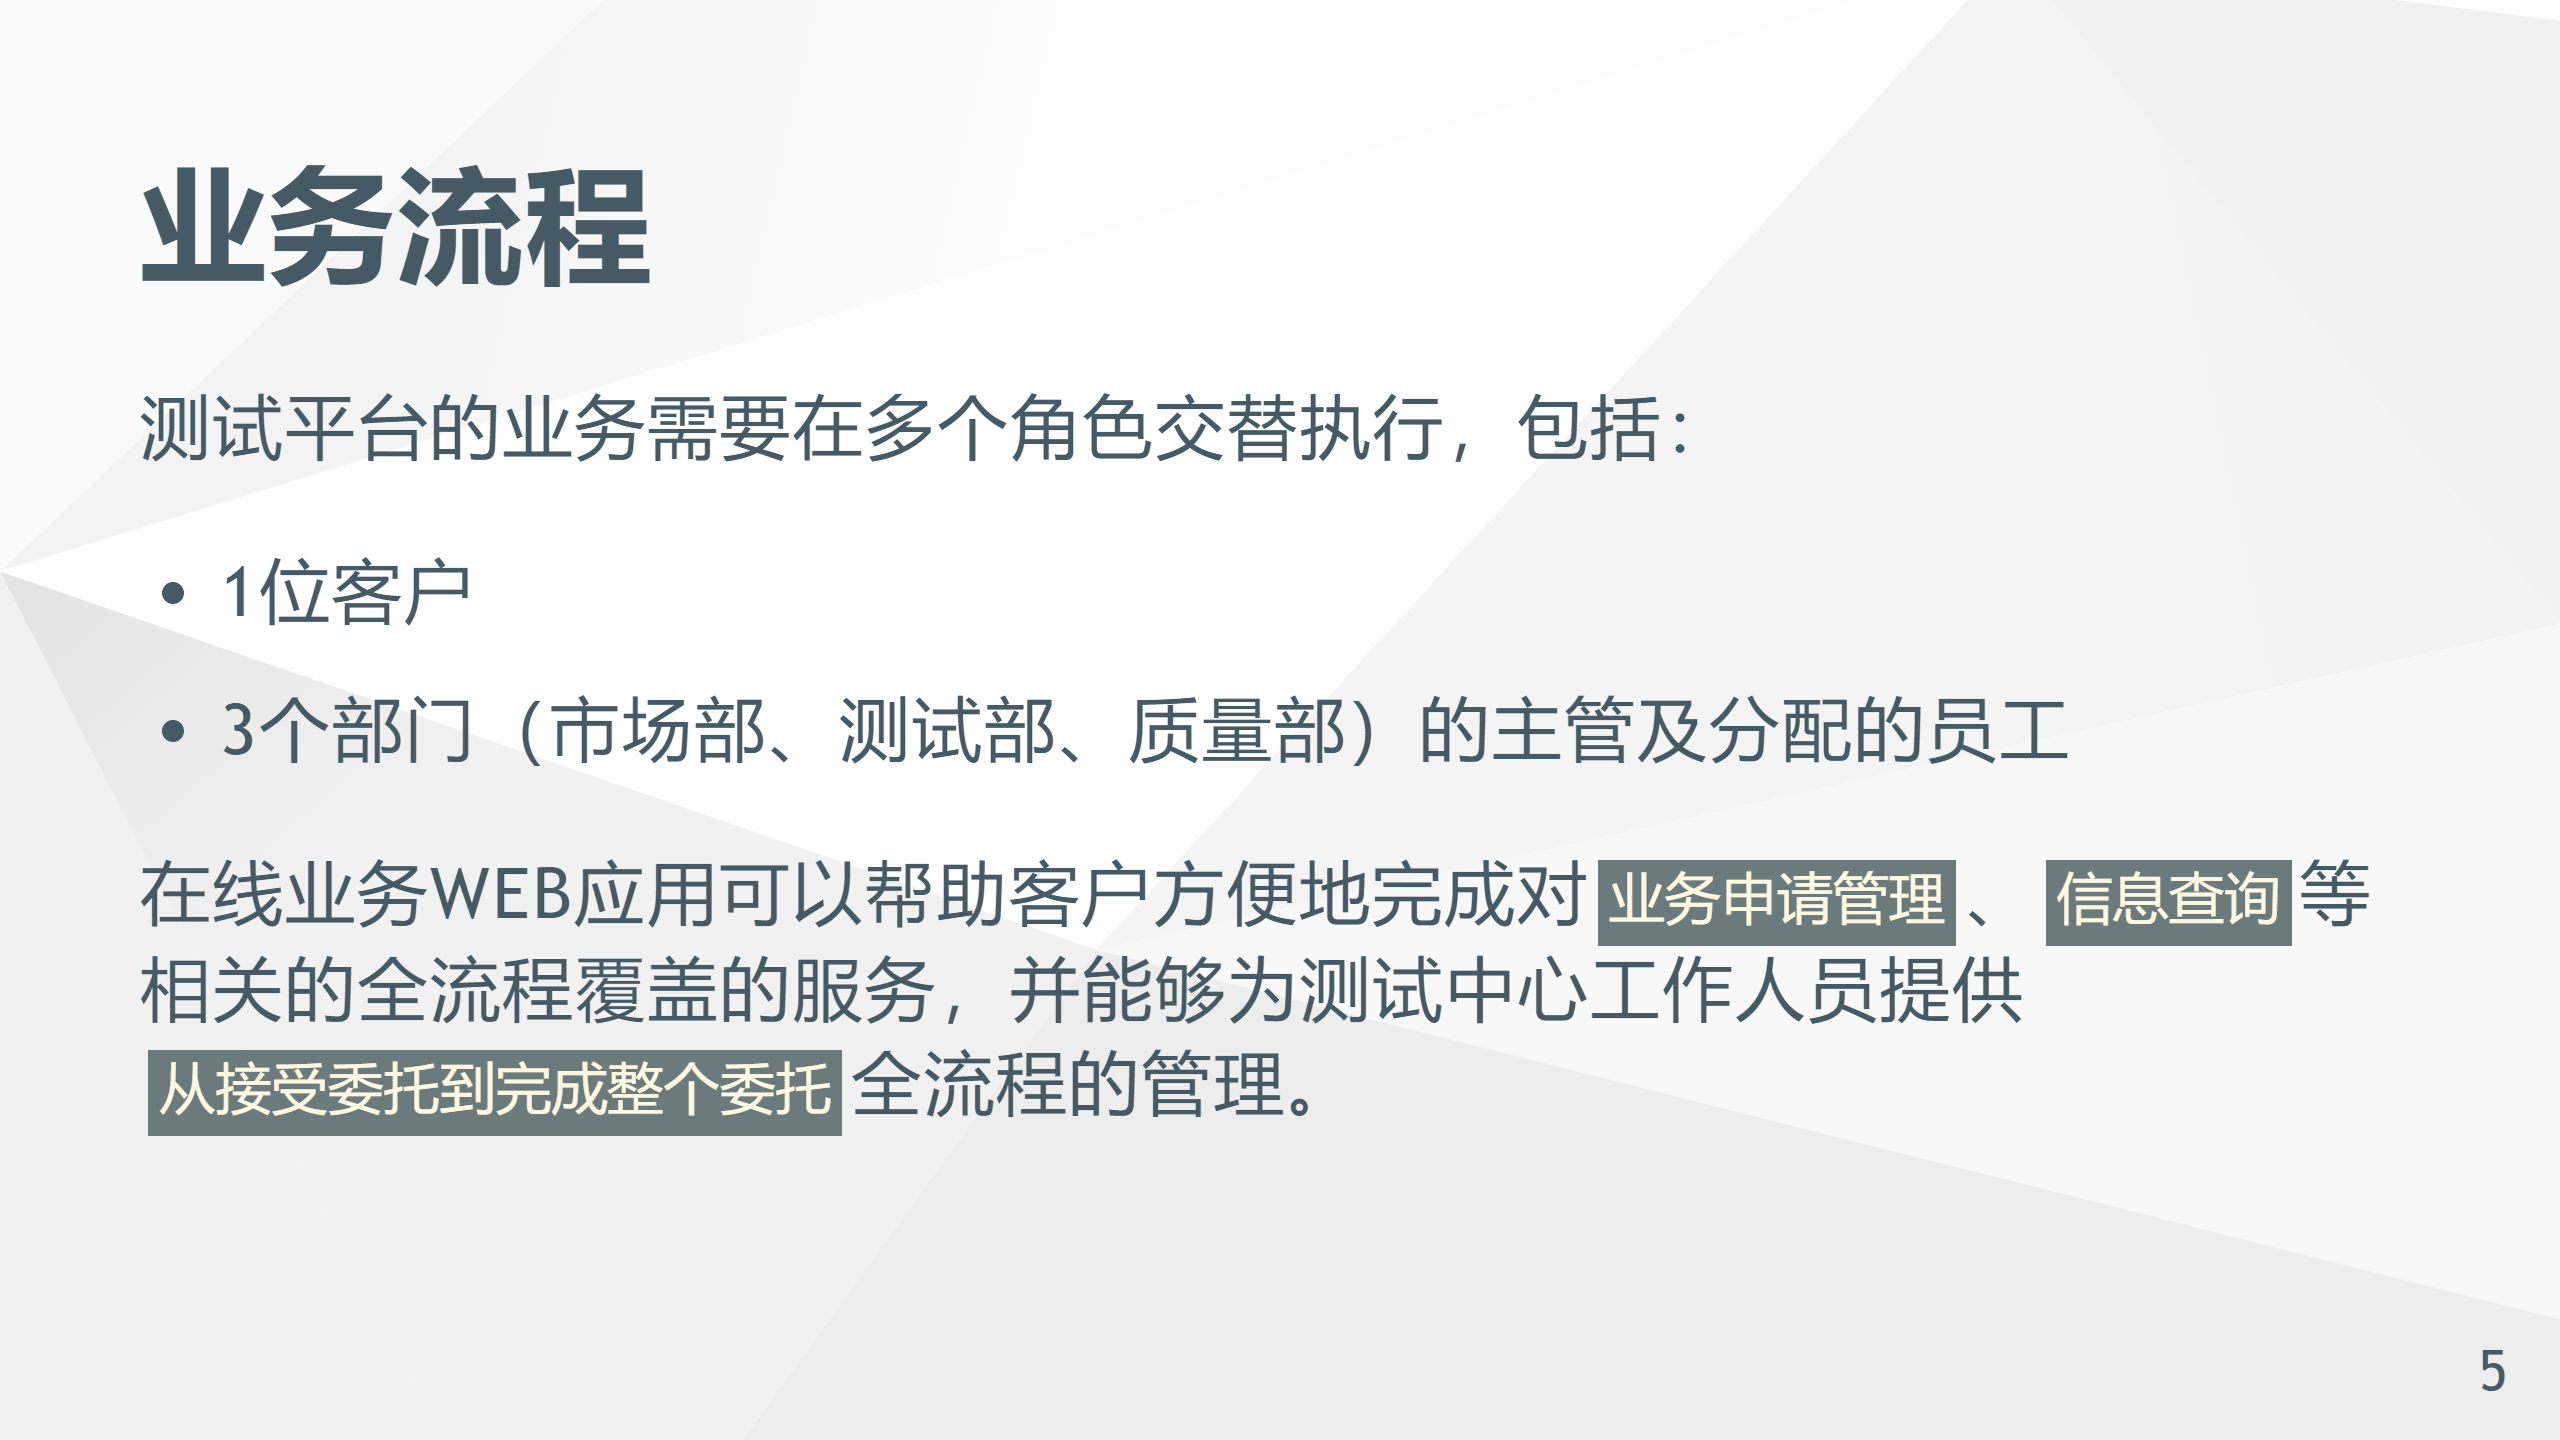 业务流程
测试平台的业务需要在多个角色交替执行，包括：
• 1位客户
• 3个部门（市场部、测试部、质量部）的主管及分配的员工
在线业务WEB应用可以帮助客户方便地完成对 业务申请管理 、 信息查询 等
相关的全流程覆盖的服务，并能够为测试中心工作人员提供
从接受委托到完成整个委托 全流程的管理。
5